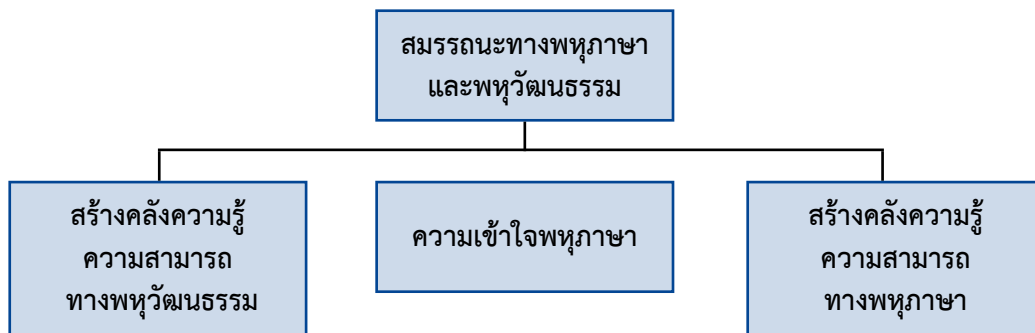 สมรรถนะทางพหุภาษา
และพหุวัฒนธรรม
สร้างคลังความรู้
ความสามารถ
ทางพหุวัฒนธรรม
ความเข้าใจพหุภาษา
สร้างคลังความรู้
ความสามารถ
ทางพหุภาษา